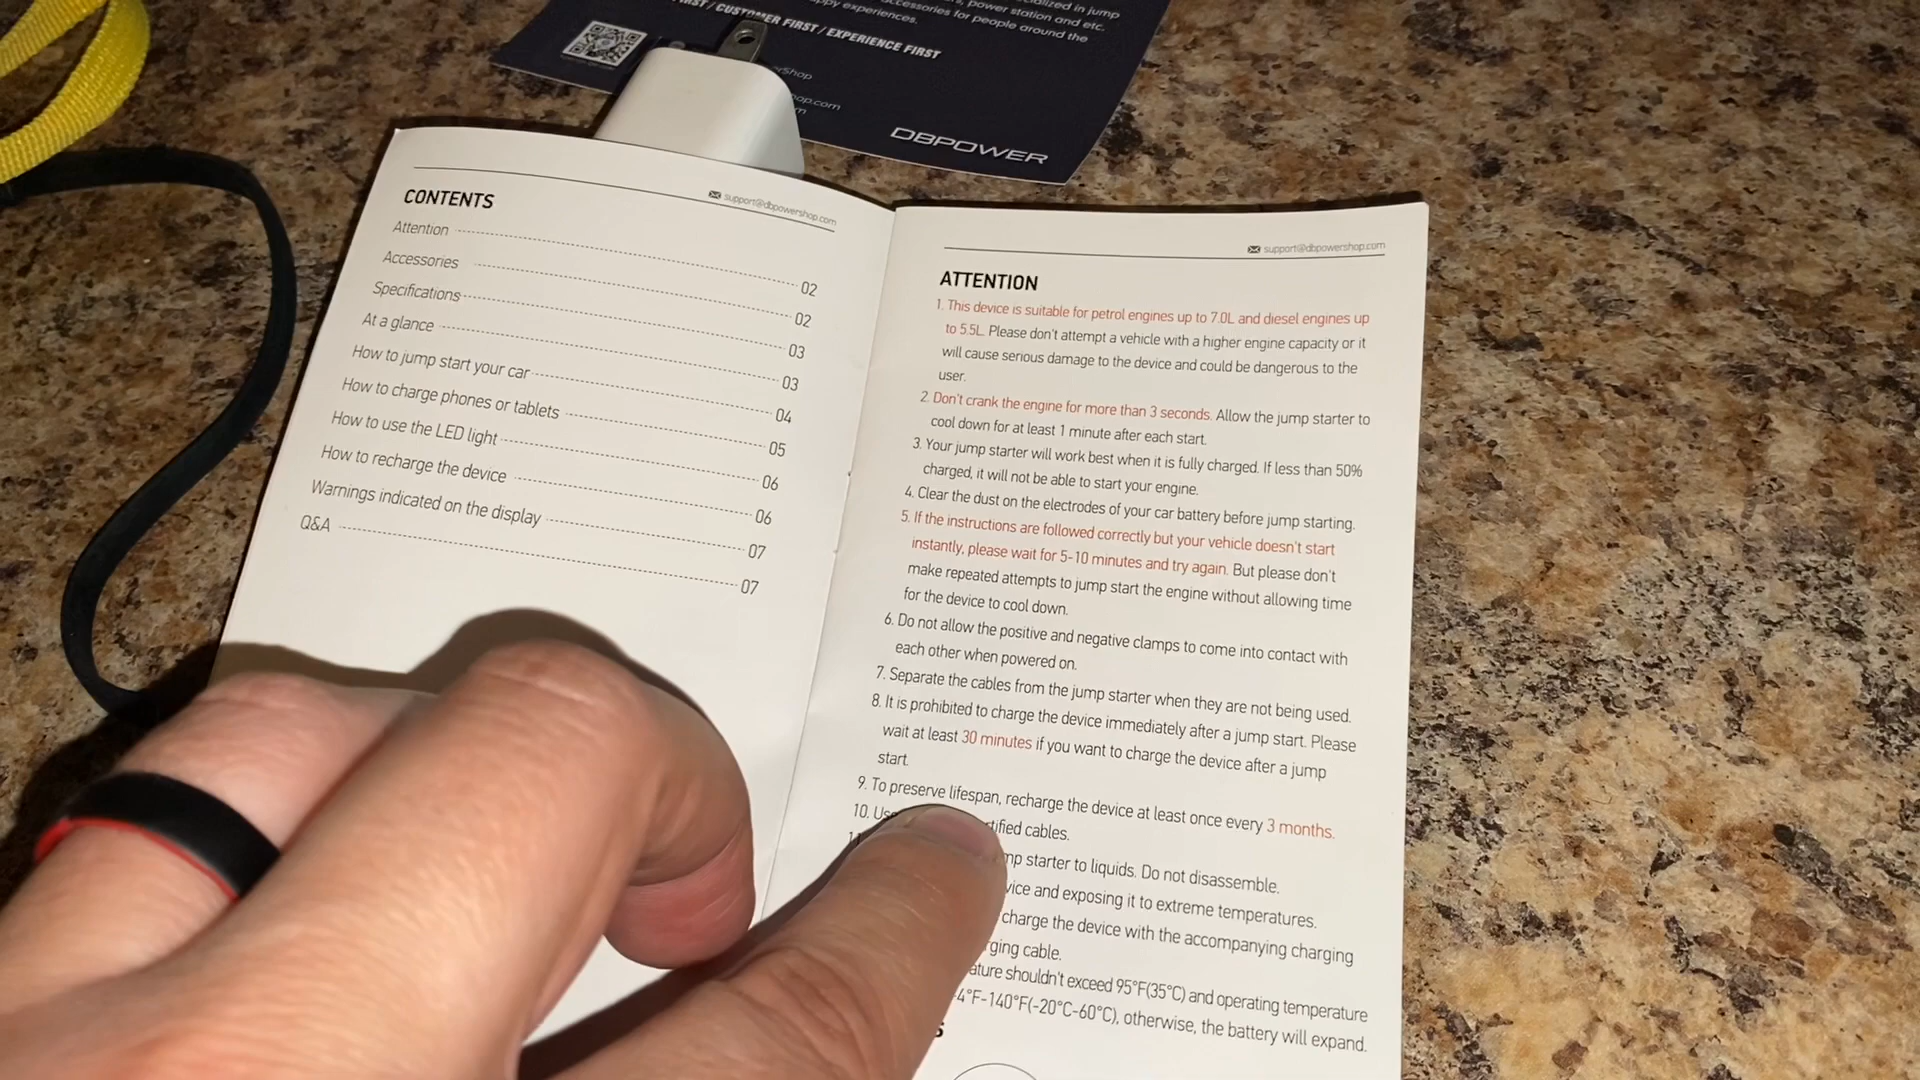 cialized in jump
power station and etc.
ppy experiences. accessories for people around the
FIRST / CUSTOMER FIRST / EXPERIENCE FIRST
DBPOWER
CONTENTS
support@dbpowershop.com
Attention 02
Accessories 02
Specifications 03
At a glance 03
How to jump start your car 04
How to charge phones or tablets 05
How to use the LED light 06
How to recharge the device 06
Warnings indicated on the display 07
Q&A 07
support@dbpowershop.com
ATTENTION
1. This device is suitable for petrol engines up to 7.0L and diesel engines up
to 5.5L. Please don't attempt a vehicle with a higher engine capacity or it
will cause serious damage to the device and could be dangerous to the
user.
2. Don't crank the engine for more than 3 seconds. Allow the jump starter to
cool down for at least 1 minute after each start.
3. Your jump starter will work best when it is fully charged. If less than 50%
charged, it will not be able to start your engine.
4. Clear the dust on the electrodes of your car battery before jump starting.
5. If the instructions are followed correctly but your vehicle doesn't start
instantly, please wait for 5-10 minutes and try again. But please don't
make repeated attempts to jump start the engine without allowing time
for the device to cool down.
6. Do not allow the positive and negative clamps to come into contact with
each other when powered on.
7. Separate the cables from the jump starter when they are not being used.
8. It is prohibited to charge the device immediately after a jump start. Please
wait at least 30 minutes if you want to charge the device after a jump
start.
9. To preserve lifespan, recharge the device at least once every 3 months.
10. Use tified cables.
mp starter to liquids. Do not disassemble.
vice and exposing it to extreme temperatures.
charge the device with the accompanying charging
rging cable.
ature shouldn't exceed 95°F(35°C) and operating temperature
-4°F-140°F(-20°C-60°C), otherwise, the battery will expand.